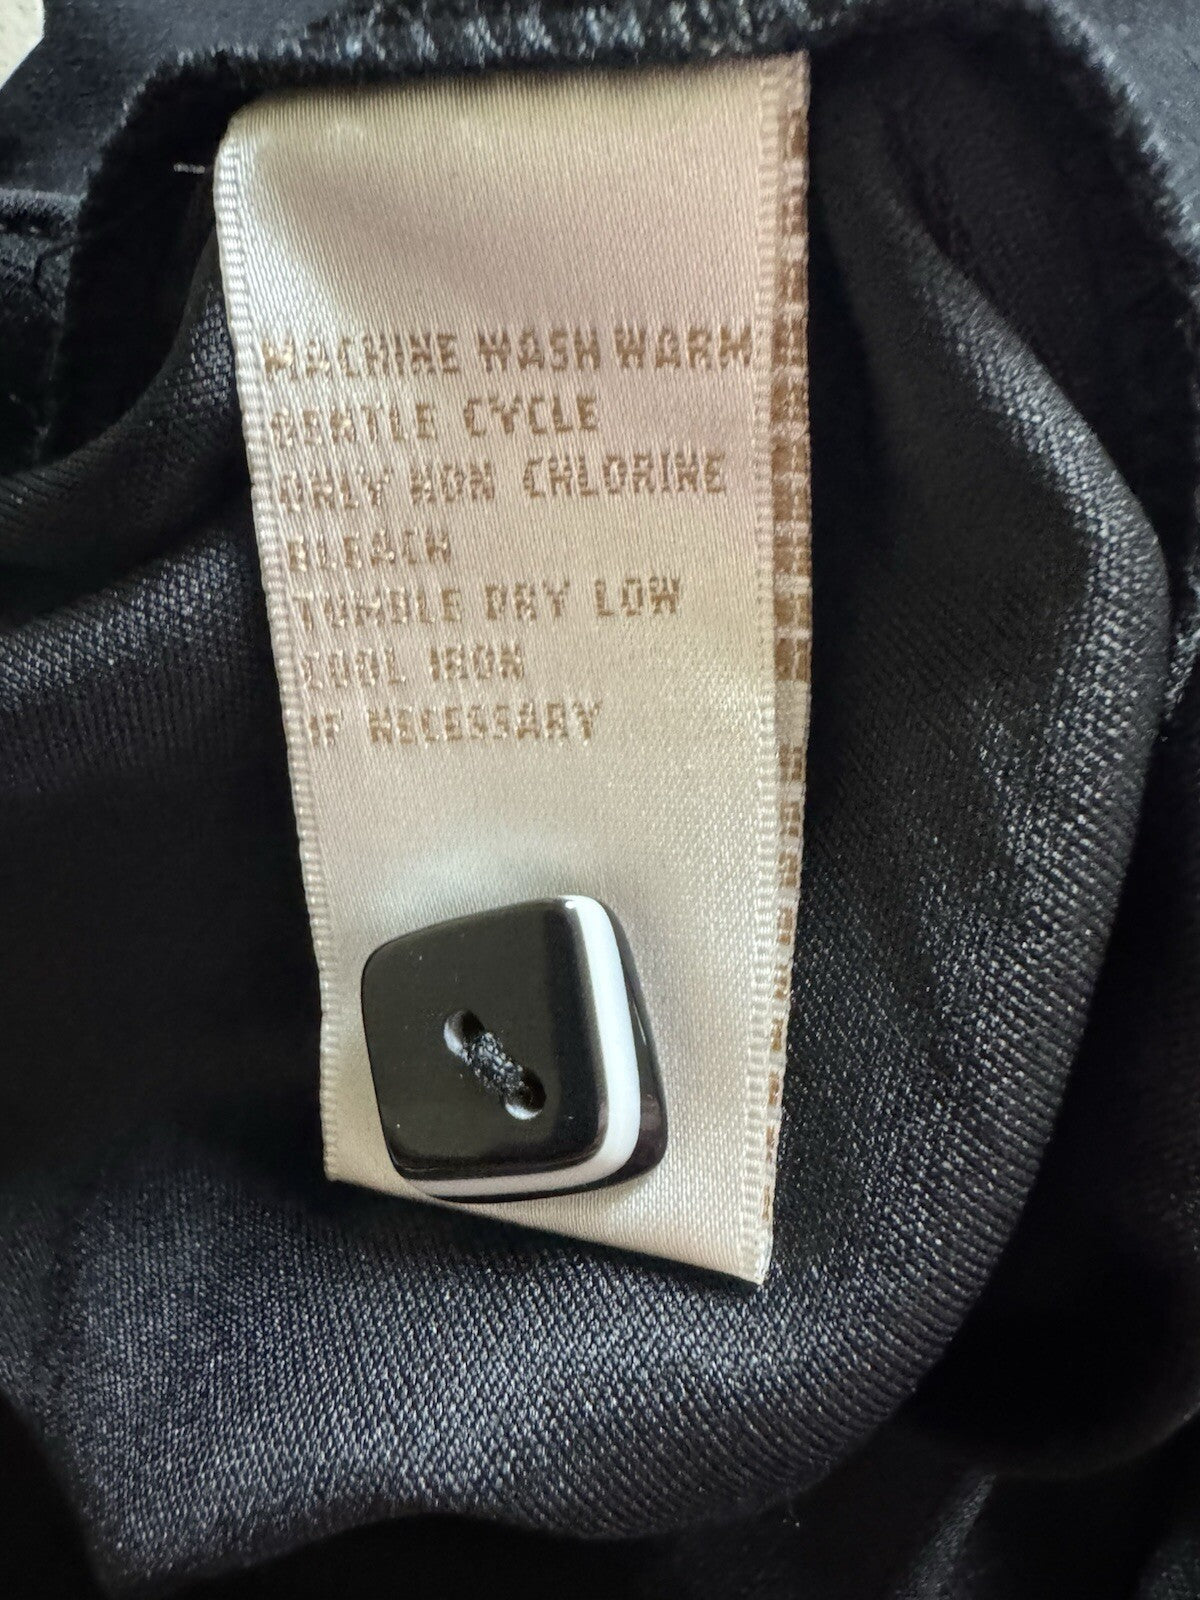 MACHINE WASH WARM
GENTLE CYCLE
ONLY NON CHLORINE
BLEACH
TUMBLE DRY LOW
COOL IRON
IF NECESSARY